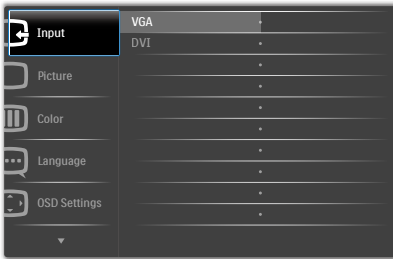 Input
VGA
DVI
Picture
Color
Language
OSD Settings